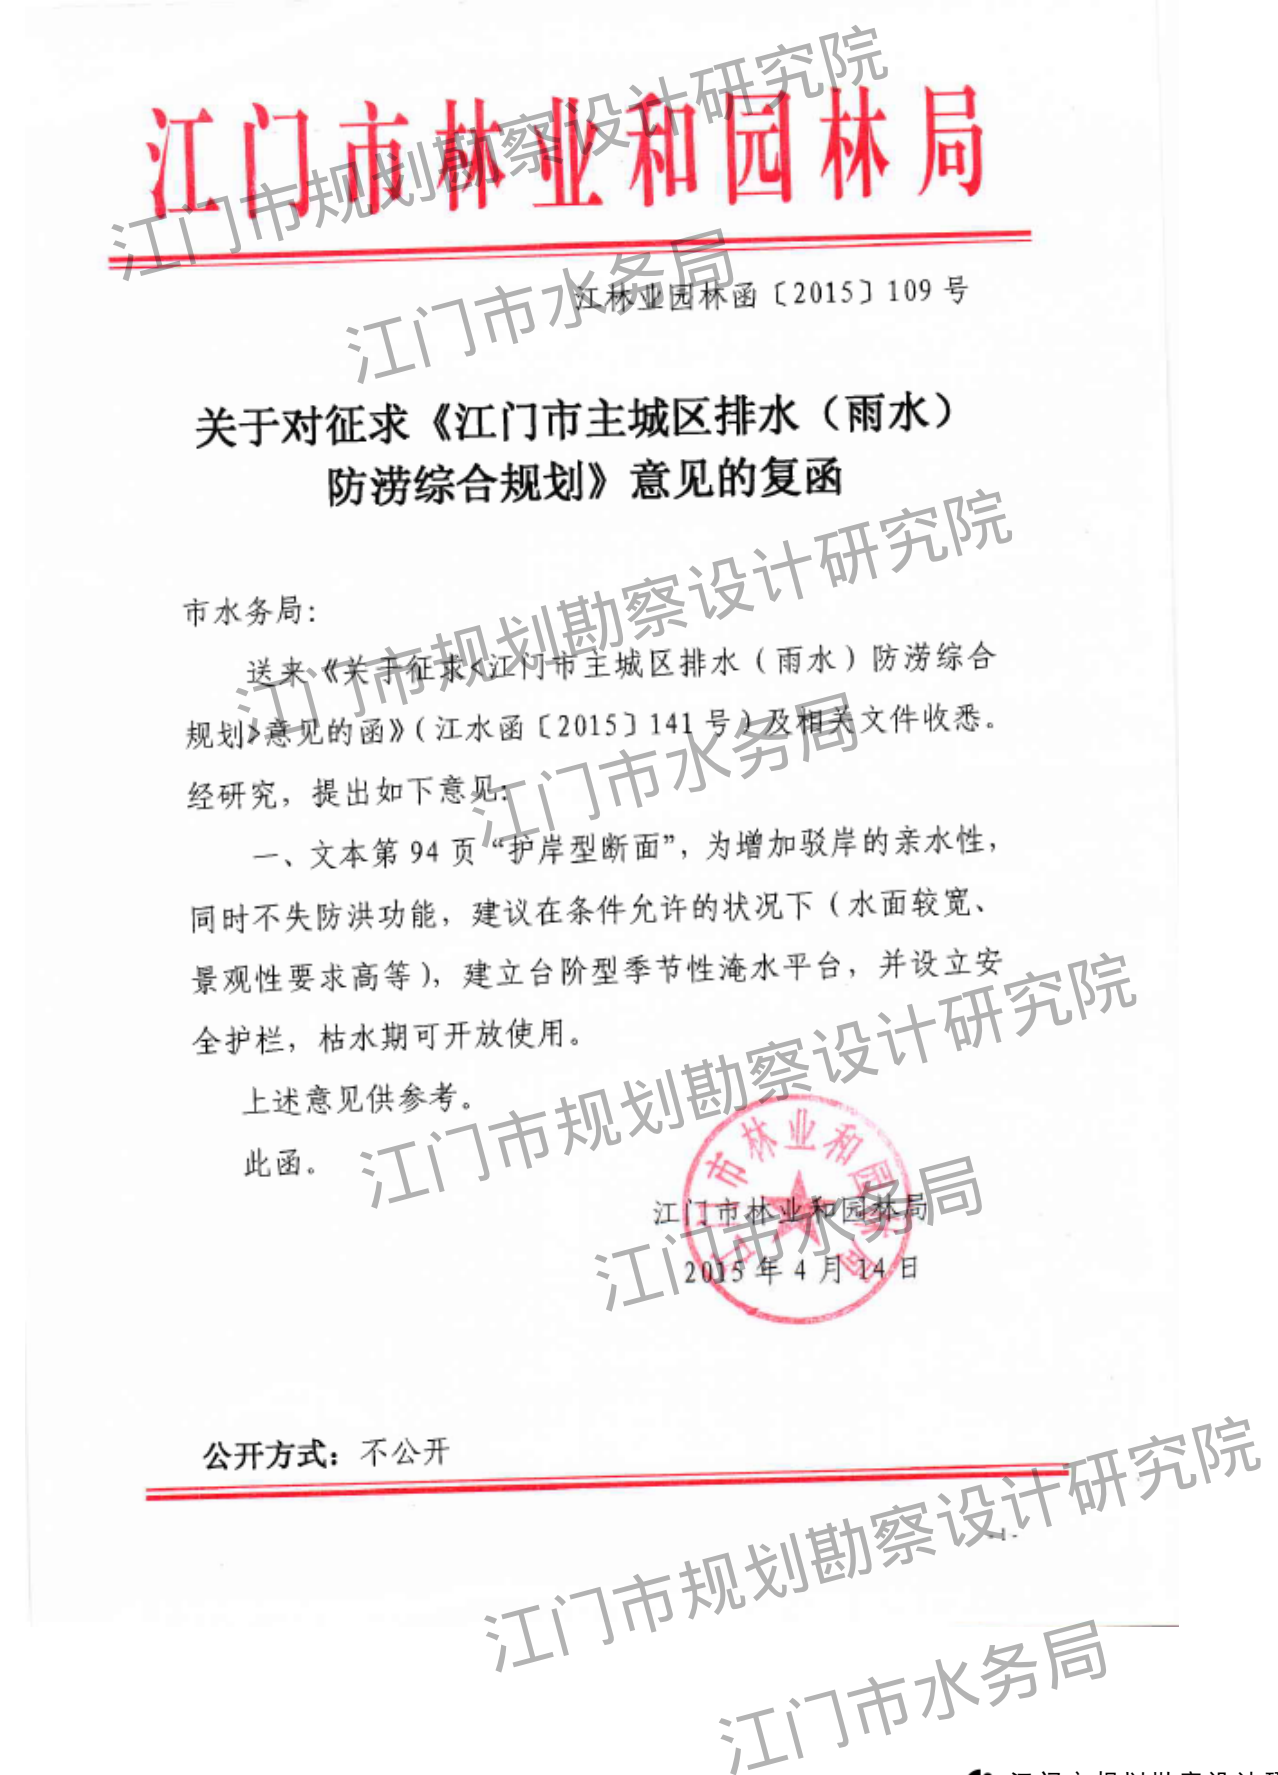 江门市林业和园林局
江林业园林函〔2015〕109 号
关于对征求《江门市主城区排水（雨水）
防涝综合规划》意见的复函
市水务局：
送来《关于征求<江门市主城区排水（雨水）防涝综合
规划>意见的函》（江水函〔2015〕141 号）及相关文件收悉。
经研究，提出如下意见：
一、文本第 94 页“护岸型断面”，为增加驳岸的亲水性，
同时不失防洪功能，建议在条件允许的状况下（水面较宽、
景观性要求高等），建立台阶型季节性淹水平台，并设立安
全护栏，枯水期可开放使用。
上述意见供参考。
此函。
江门市林业和园林局
江门市林业和园林局
2015 年 4 月 14 日
公开方式：不公开
-1-
江门市规划勘察设计研究院
江门市水务局
江门市规划勘察设计研究院
江门市水务局
江门市规划勘察设计研究院
江门市水务局
江门市规划勘察设计研究院
江门市水务局